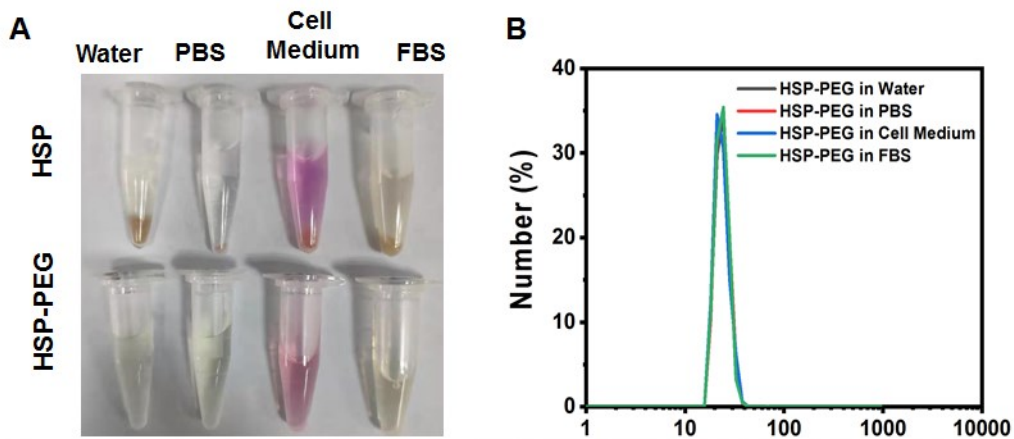 A
Water PBS Cell Medium FBS
HSP
HSP-PEG
B
40
30
20
10
0
Number (%)
HSP-PEG in Water
HSP-PEG in PBS
HSP-PEG in Cell Medium
HSP-PEG in FBS
1 10 100 1000 10000